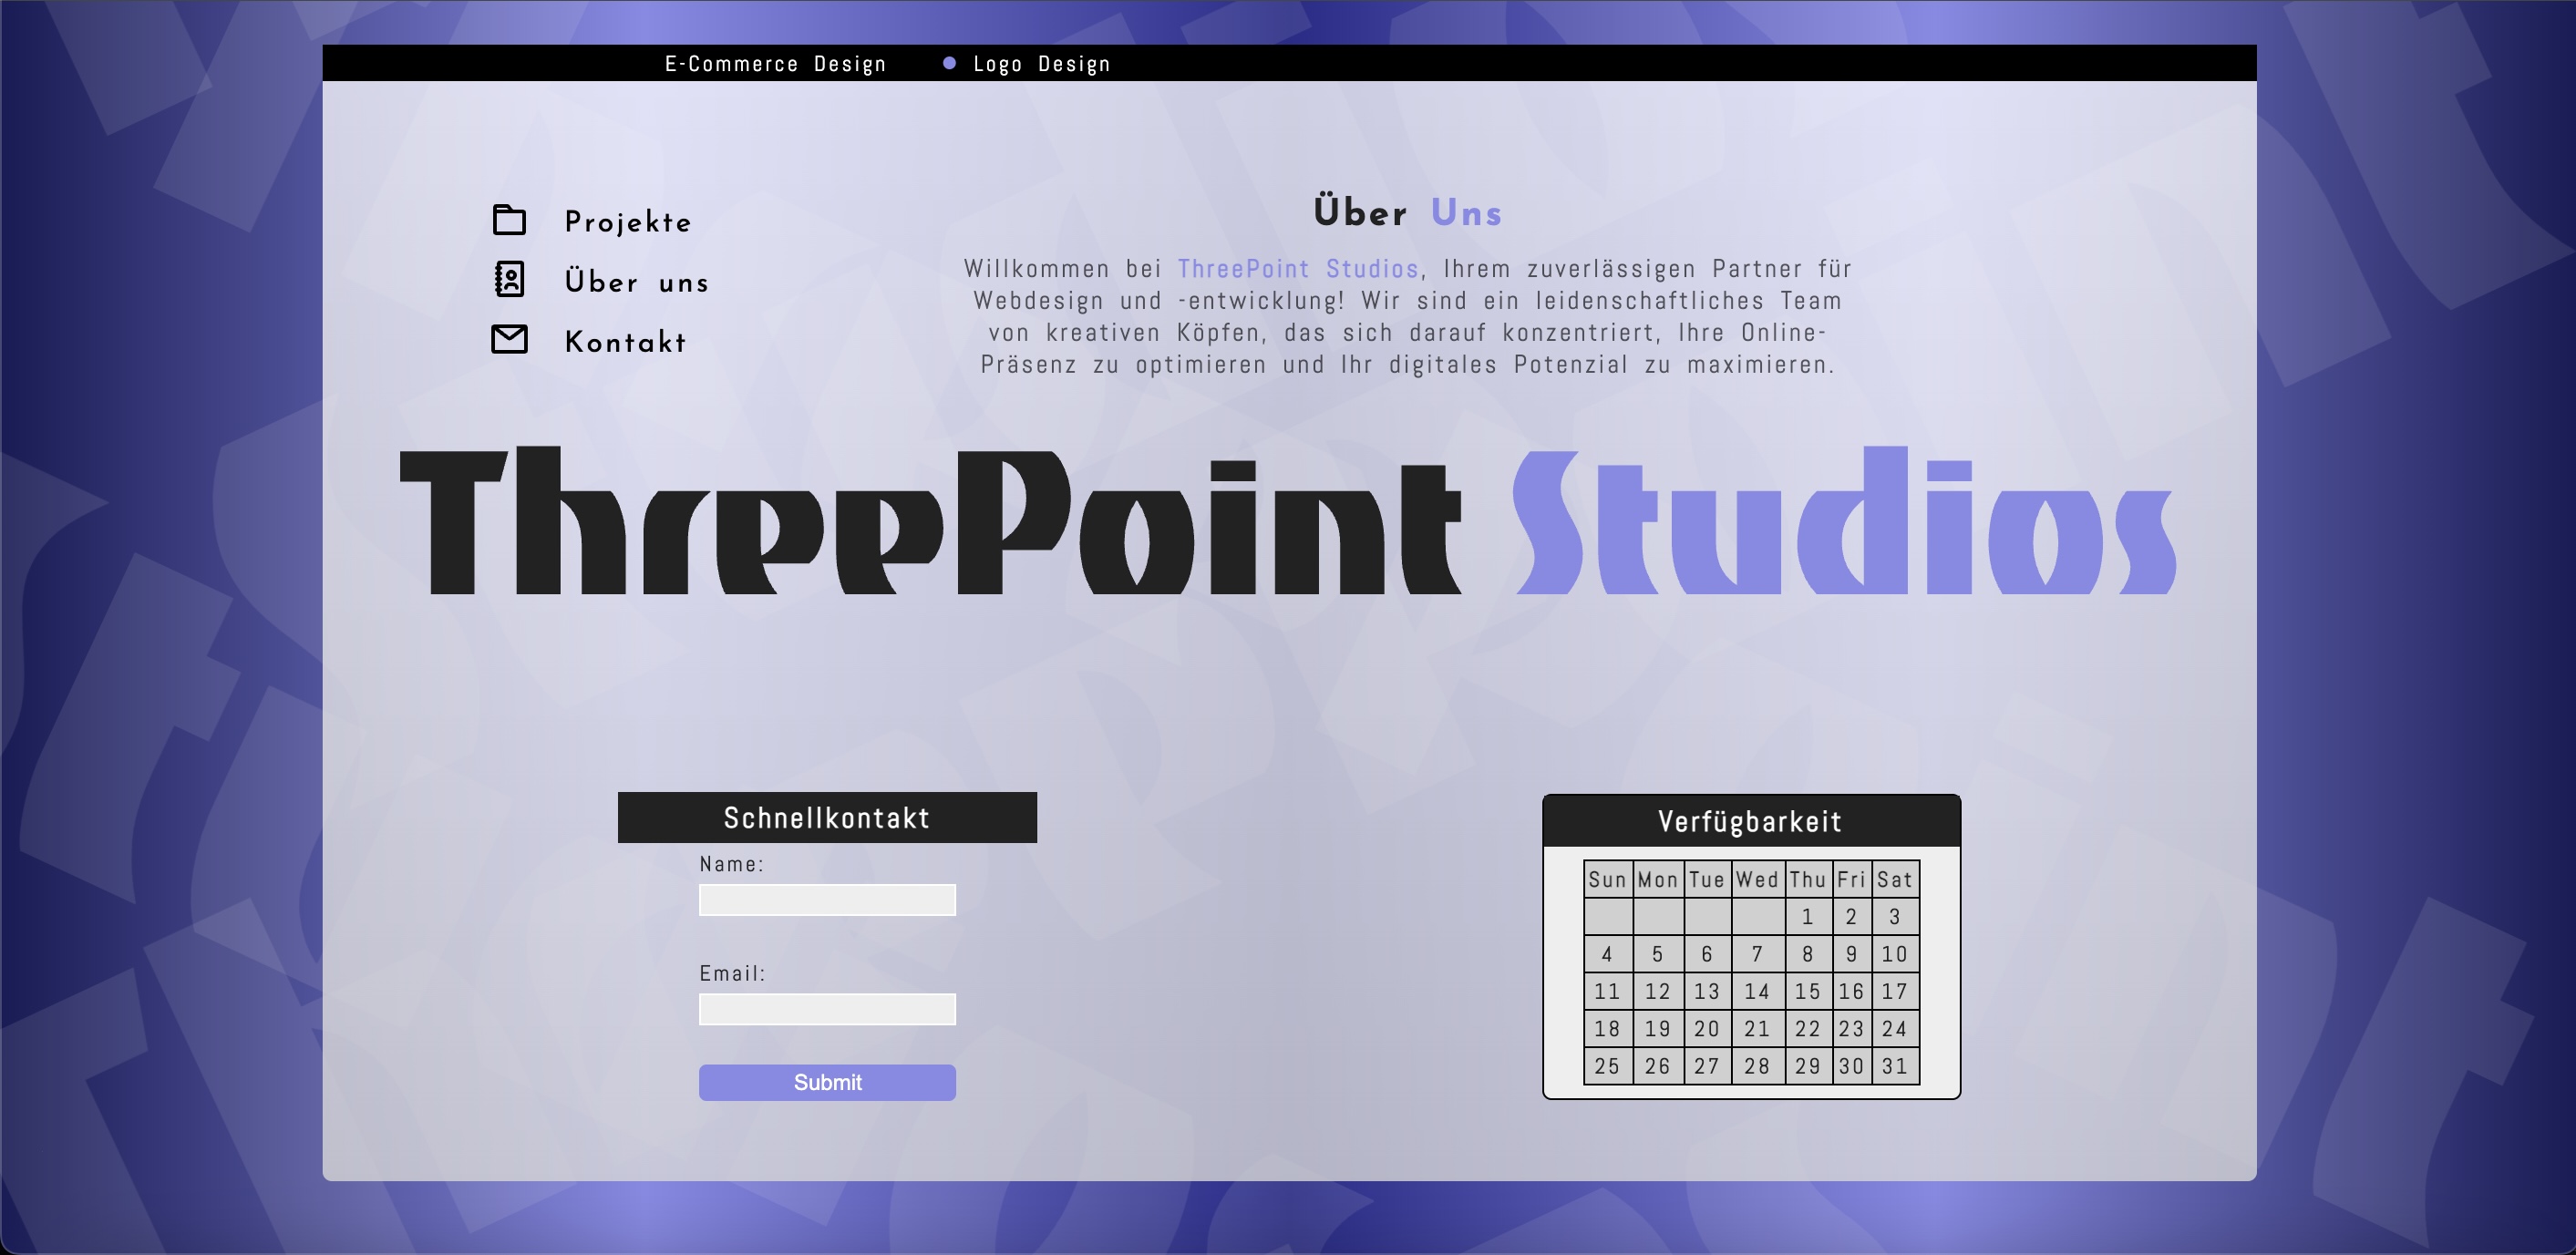 E-Commerce Design
Logo Design
Projekte
Über uns
Kontakt
Über Uns
Willkommen bei ThreePoint Studios, Ihrem zuverlässigen Partner für
Webdesign und -entwicklung! Wir sind ein leidenschaftliches Team
von kreativen Köpfen, das sich darauf konzentriert, Ihre Online-
Präsenz zu optimieren und Ihr digitales Potenzial zu maximieren.
ThreePoint Studios
Schnellkontakt
Name:
Email:
Submit
Verfügbarkeit
Sun Mon Tue Wed Thu Fri Sat
1 2 3
4 5 6 7 8 9 10
11 12 13 14 15 16 17
18 19 20 21 22 23 24
25 26 27 28 29 30 31